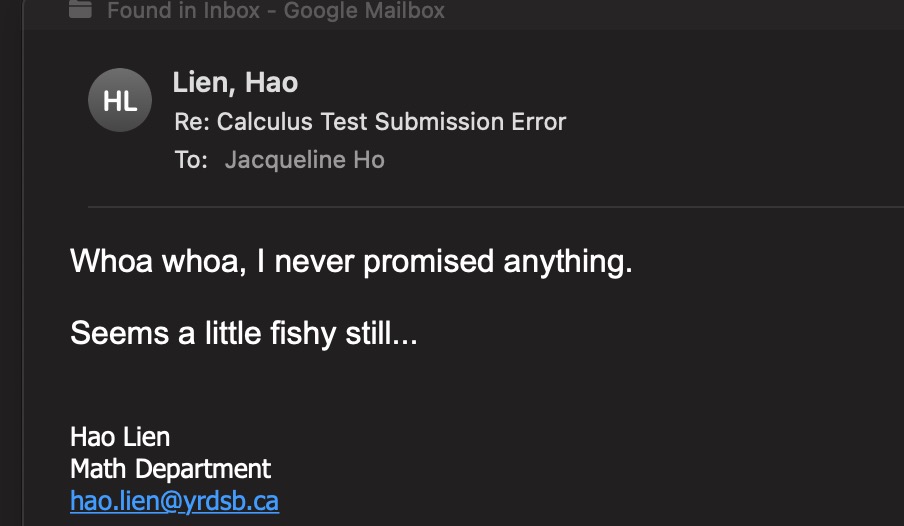 Found in Inbox - Google Mailbox
HL
Lien, Hao
Re: Calculus Test Submission Error
To: Jacqueline Ho
Whoa whoa, I never promised anything.
Seems a little fishy still...
Hao Lien
Math Department
hao.lien@yrdsb.ca